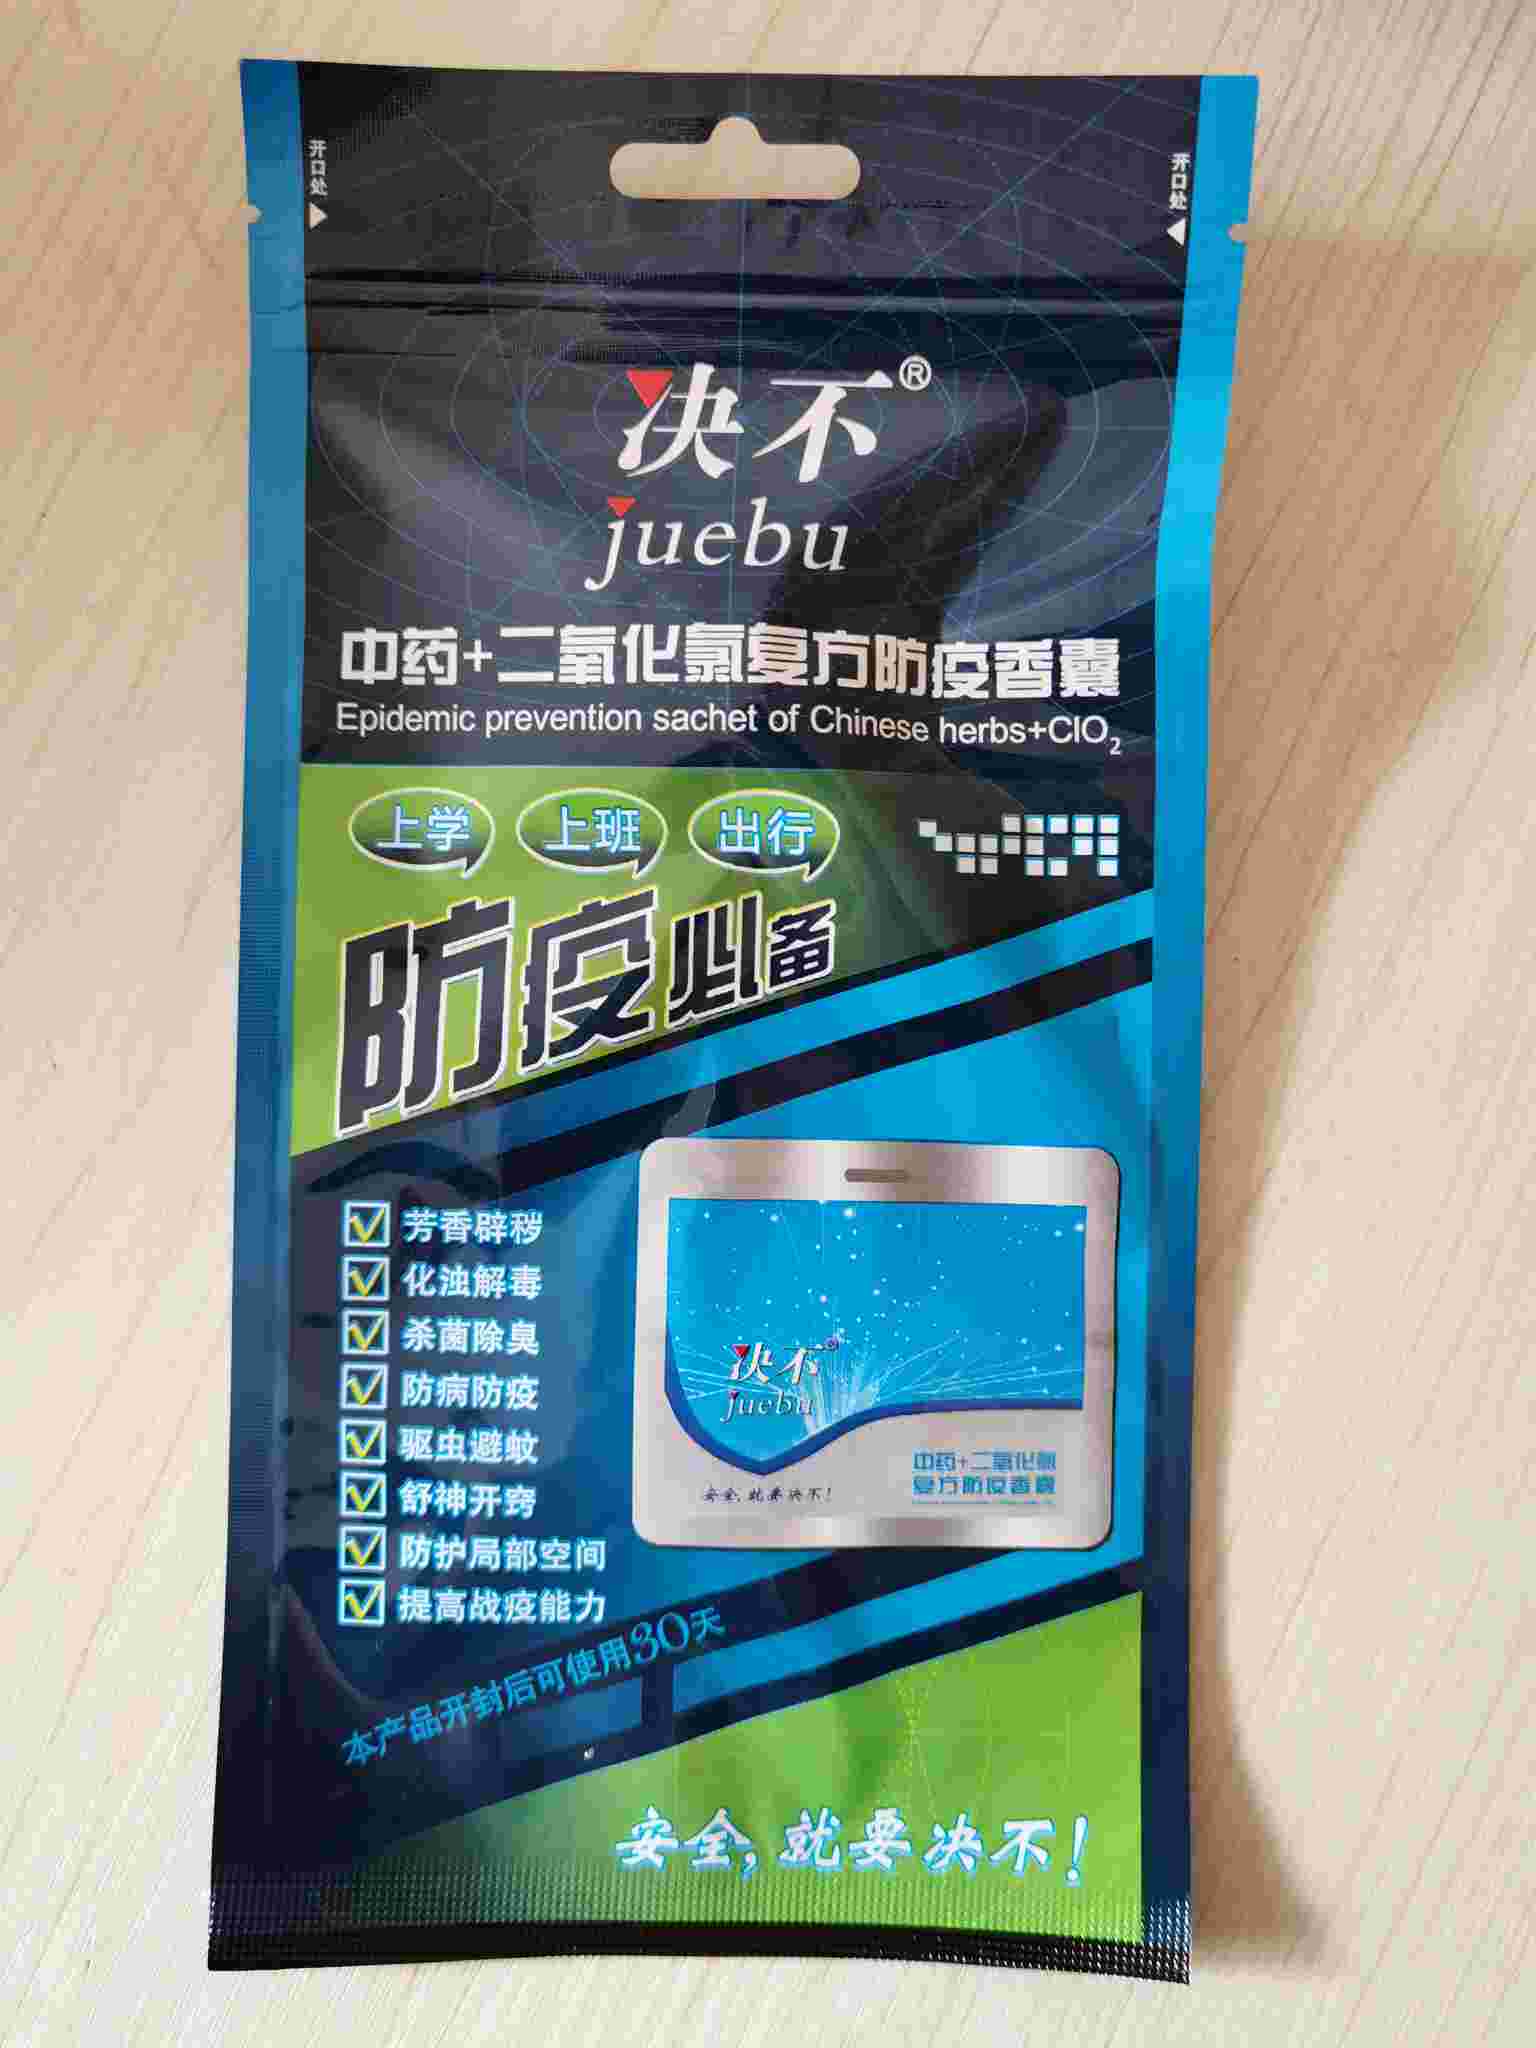 开口处
开口处
决不®
juebu
中药+二氧化氯复方防疫香囊
Epidemic prevention sachet of Chinese herbs+ClO₂
上学 上班 出行
防疫必备
芳香辟秽
化浊解毒
杀菌除臭
防病防疫
驱虫避蚊
舒神开窍
防护局部空间
提高战疫能力
决不®
juebu
中药+二氧化氯
复方防疫香囊
安全,就要决不!
本产品开封后可使用30天
安全,就要决不!